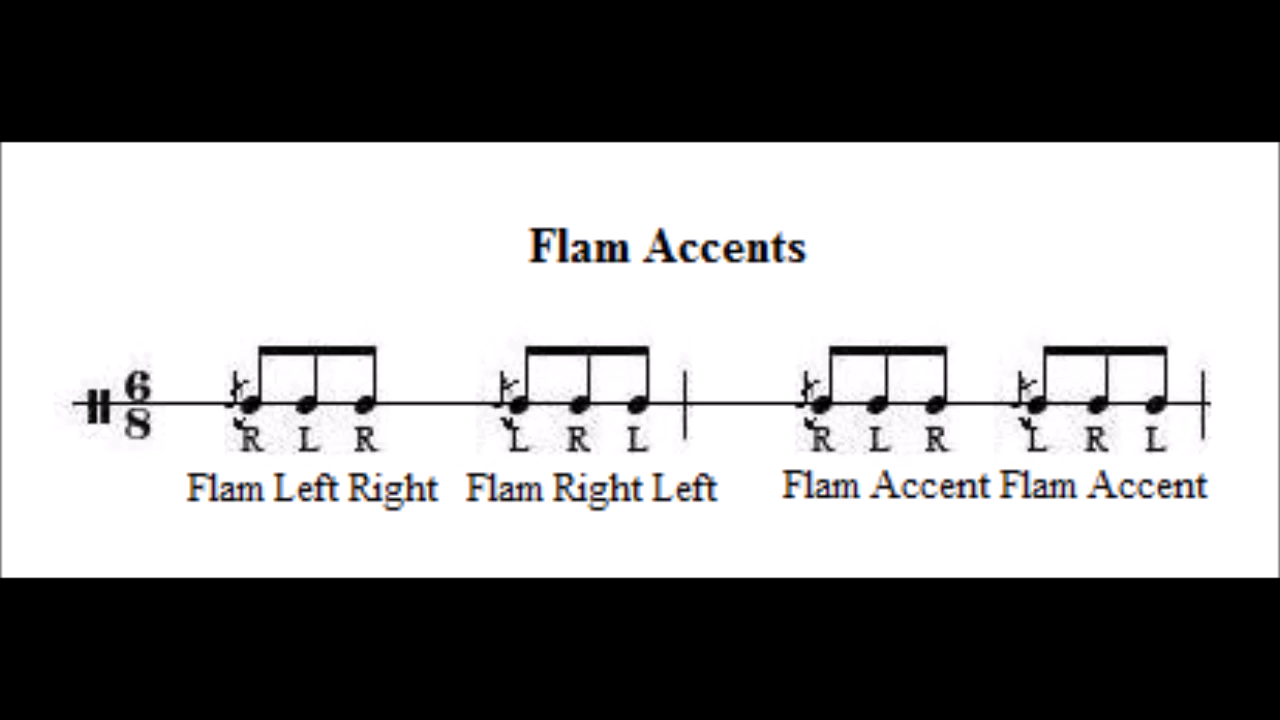 Flam Accents
6
8
R L R L R L R L R L R L
Flam Left Right Flam Right Left Flam Accent Flam Accent